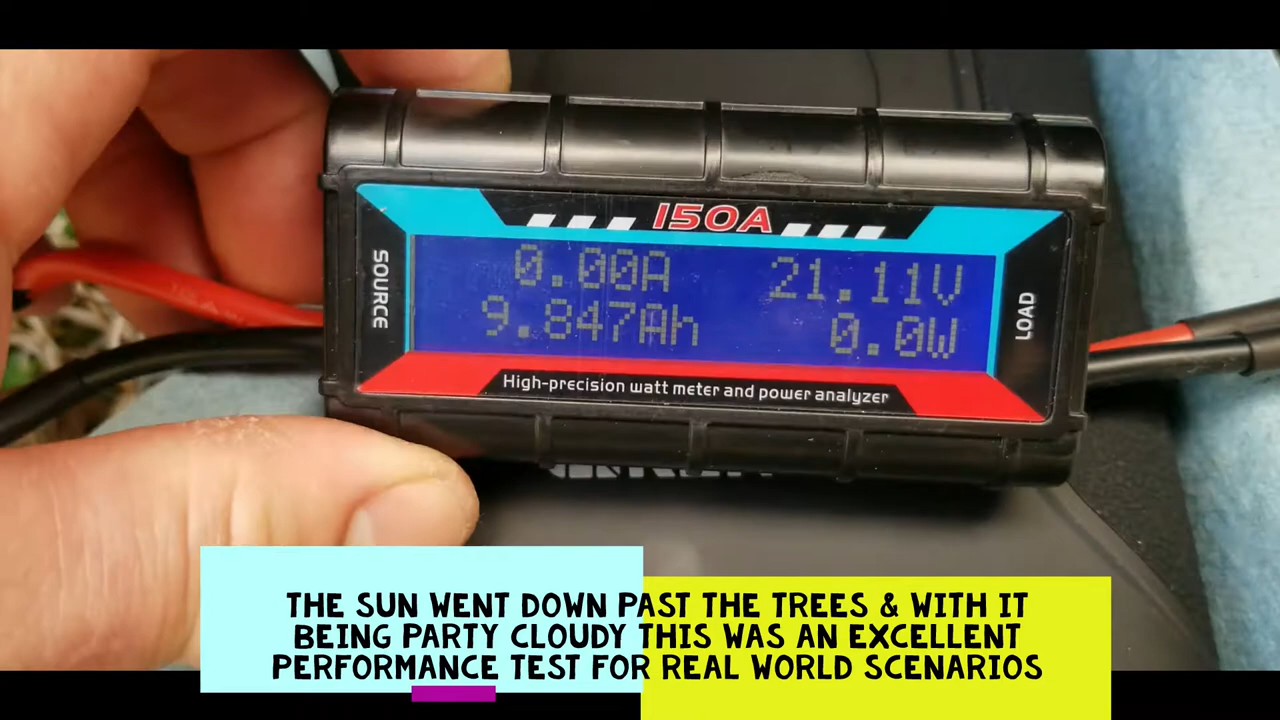 150A
SOURCE
0.00A 21.11V
9.847Ah 0.0W
LOAD
High-precision watt meter and power analyzer
THE SUN WENT DOWN PAST THE TREES & WITH IT
BEING PARTY CLOUDY THIS WAS AN EXCELLENT
PERFORMANCE TEST FOR REAL WORLD SCENARIOS